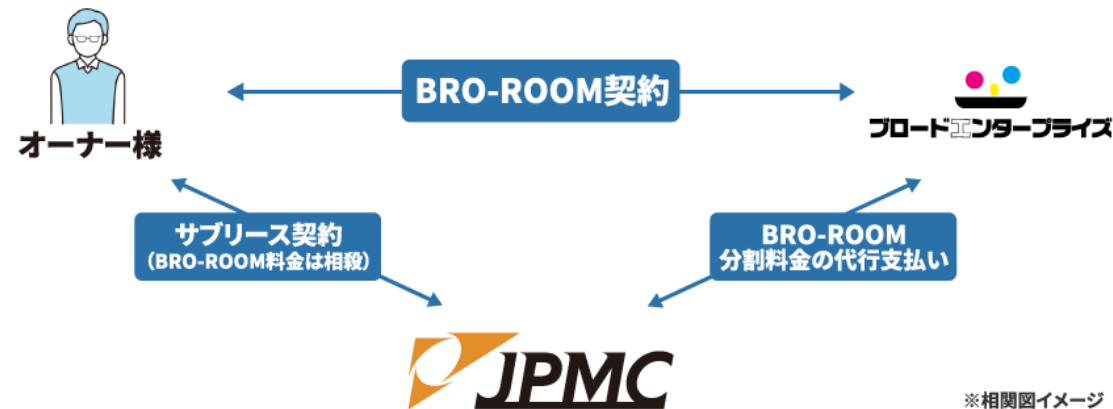 BRO-ROOM契約
オーナー様
ブロードエンタープライズ
サブリース契約
（BRO-ROOM料金は相殺）
BRO-ROOM
分割料金の代行支払い
JPMC
※相関図イメージ